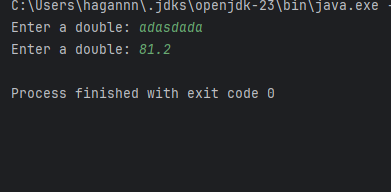 C:\Users\hagannn\.jdks\openjdk-23\bin\java.exe
Enter a double: adasdada
Enter a double: 81.2
Process finished with exit code 0